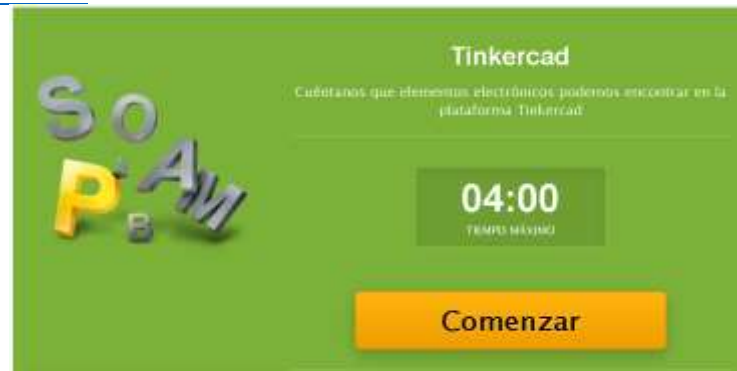 S O
P A M
B
Tinkercad
Cuéntanos que elementos electrónicos podemos encontrar en la
plataforma Tinkercad
04:00
TIEMPO MÁXIMO
Comenzar